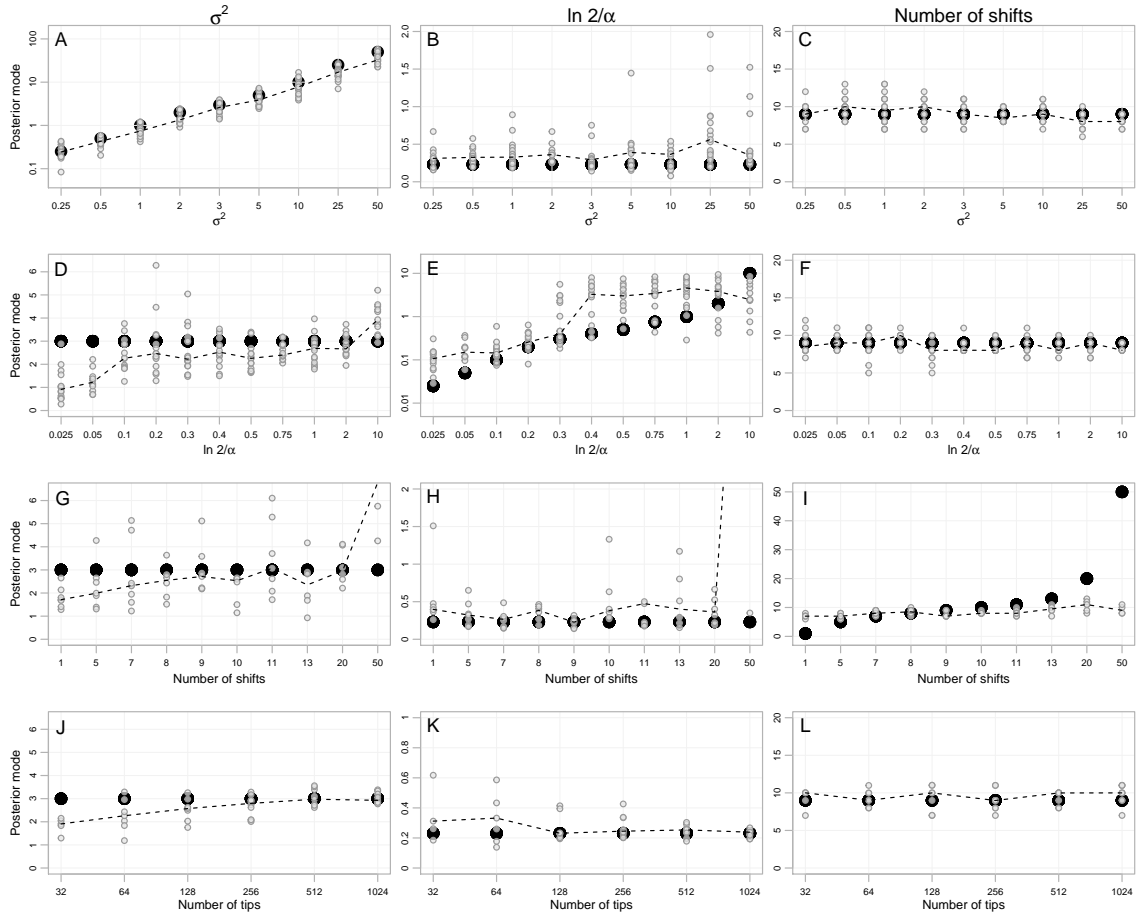 σ² ln 2/α Number of shifts
A B C
Posterior mode
100
10
1
0.1
2.0
1.5
1.0
0.5
0.0
20
15
10
5
0
0.25 0.5 1 2 3 5 10 25 50
0.25 0.5 1 2 3 5 10 25 50
0.25 0.5 1 2 3 5 10 25 50
σ² σ² σ²
D E F
Posterior mode
6
5
4
3
2
1
0
10
1
0.1
0.01
20
15
10
5
0
0.025 0.05 0.1 0.2 0.3 0.4 0.5 0.75 1 2 10
0.025 0.05 0.1 0.2 0.3 0.4 0.5 0.75 1 2 10
0.025 0.05 0.1 0.2 0.3 0.4 0.5 0.75 1 2 10
ln 2/α ln 2/α ln 2/α
G H I
Posterior mode
6
5
4
3
2
1
0
2
1.5
1
0.5
0
50
40
30
20
10
0
1 5 7 8 9 10 11 13 20 50
1 5 7 8 9 10 11 13 20 50
1 5 7 8 9 10 11 13 20 50
Number of shifts Number of shifts Number of shifts
J K L
Posterior mode
6
5
4
3
2
1
0
1
0.8
0.6
0.4
0.2
0
20
15
10
5
0
32 64 128 256 512 1024
32 64 128 256 512 1024
32 64 128 256 512 1024
Number of tips Number of tips Number of tips